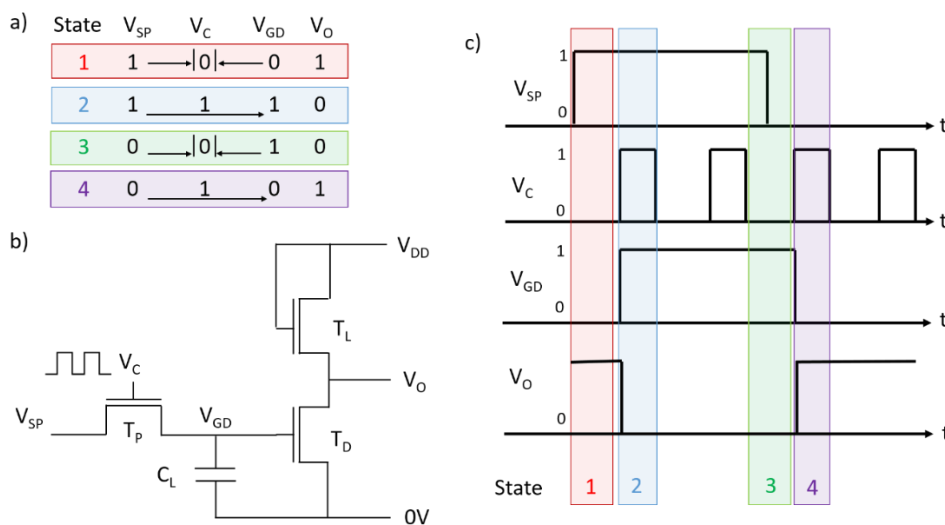 a)
State V_SP V_C V_GD V_O
1 1 |0| 0 1
2 1 1 1 0
3 0 |0| 1 0
4 0 1 0 1
b)
V_DD
T_L
V_C
V_O
V_SP
V_GD
T_P
T_D
C_L
0V
c)
1
V_SP
0
t
1
V_C
0
t
1
V_GD
0
t
V_O
0
t
State 1 2 3 4